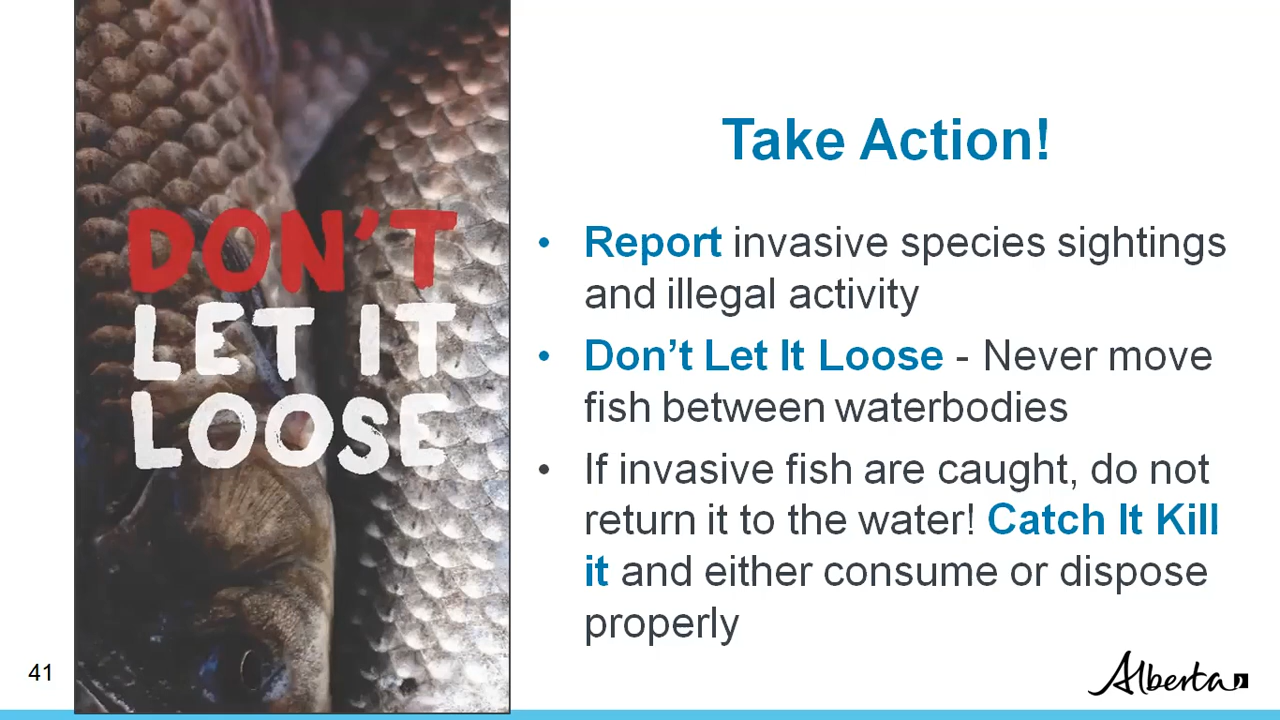 DON'T
LET IT
LOOSE
Take Action!
• Report invasive species sightings
and illegal activity
• Don’t Let It Loose - Never move
fish between waterbodies
• If invasive fish are caught, do not
return it to the water! Catch It Kill
it and either consume or dispose
properly
41
Alberta